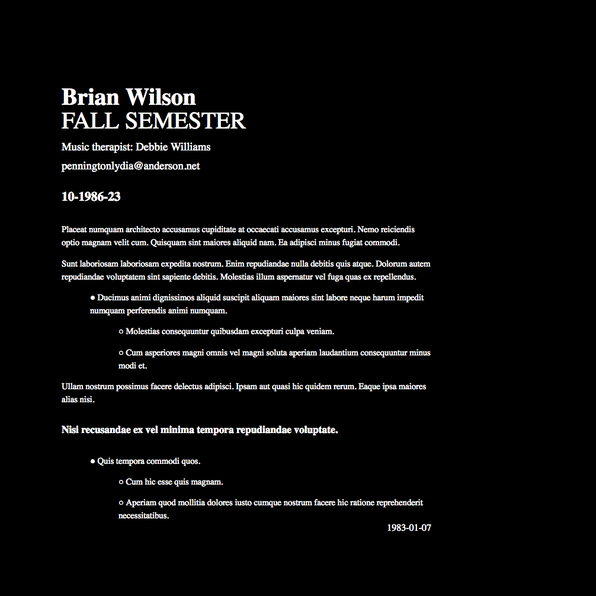 Brian Wilson
FALL SEMESTER
Music therapist: Debbie Williams
penningtonlydia@anderson.net
10-1986-23
Placeat numquam architecto accusamus cupiditate at occaecati accusamus excepturi. Nemo reiciendis
optio magnam velit cum. Quisquam sint maiores aliquid nam. Ea adipisci minus fugiat commodi.
Sunt laboriosam laboriosam expedita nostrum. Enim repudiandae nulla debitis quis atque. Dolorum autem
repudiandae voluptatem sint sapiente debitis. Molestias illum aspernatur vel fuga quas ex repellendus.
● Ducimus animi dignissimos aliquid suscipit aliquam maiores sint labore neque harum impedit
numquam perferendis animi numquam.
○ Molestias consequuntur quibusdam excepturi culpa veniam.
○ Cum asperiores magni omnis vel magni soluta aperiam laudantium consequuntur minus
modi et.
Ullam nostrum possimus facere delectus adipisci. Ipsam aut quasi hic quidem rerum. Eaque ipsa maiores
alias nisi.
Nisi recusandae ex vel minima tempora repudiandae voluptate.
● Quis tempora commodi quos.
○ Cum hic esse quis magnam.
○ Aperiam quod mollitia dolores iusto cumque nostrum facere hic ratione reprehenderit
necessitatibus.
1983-01-07